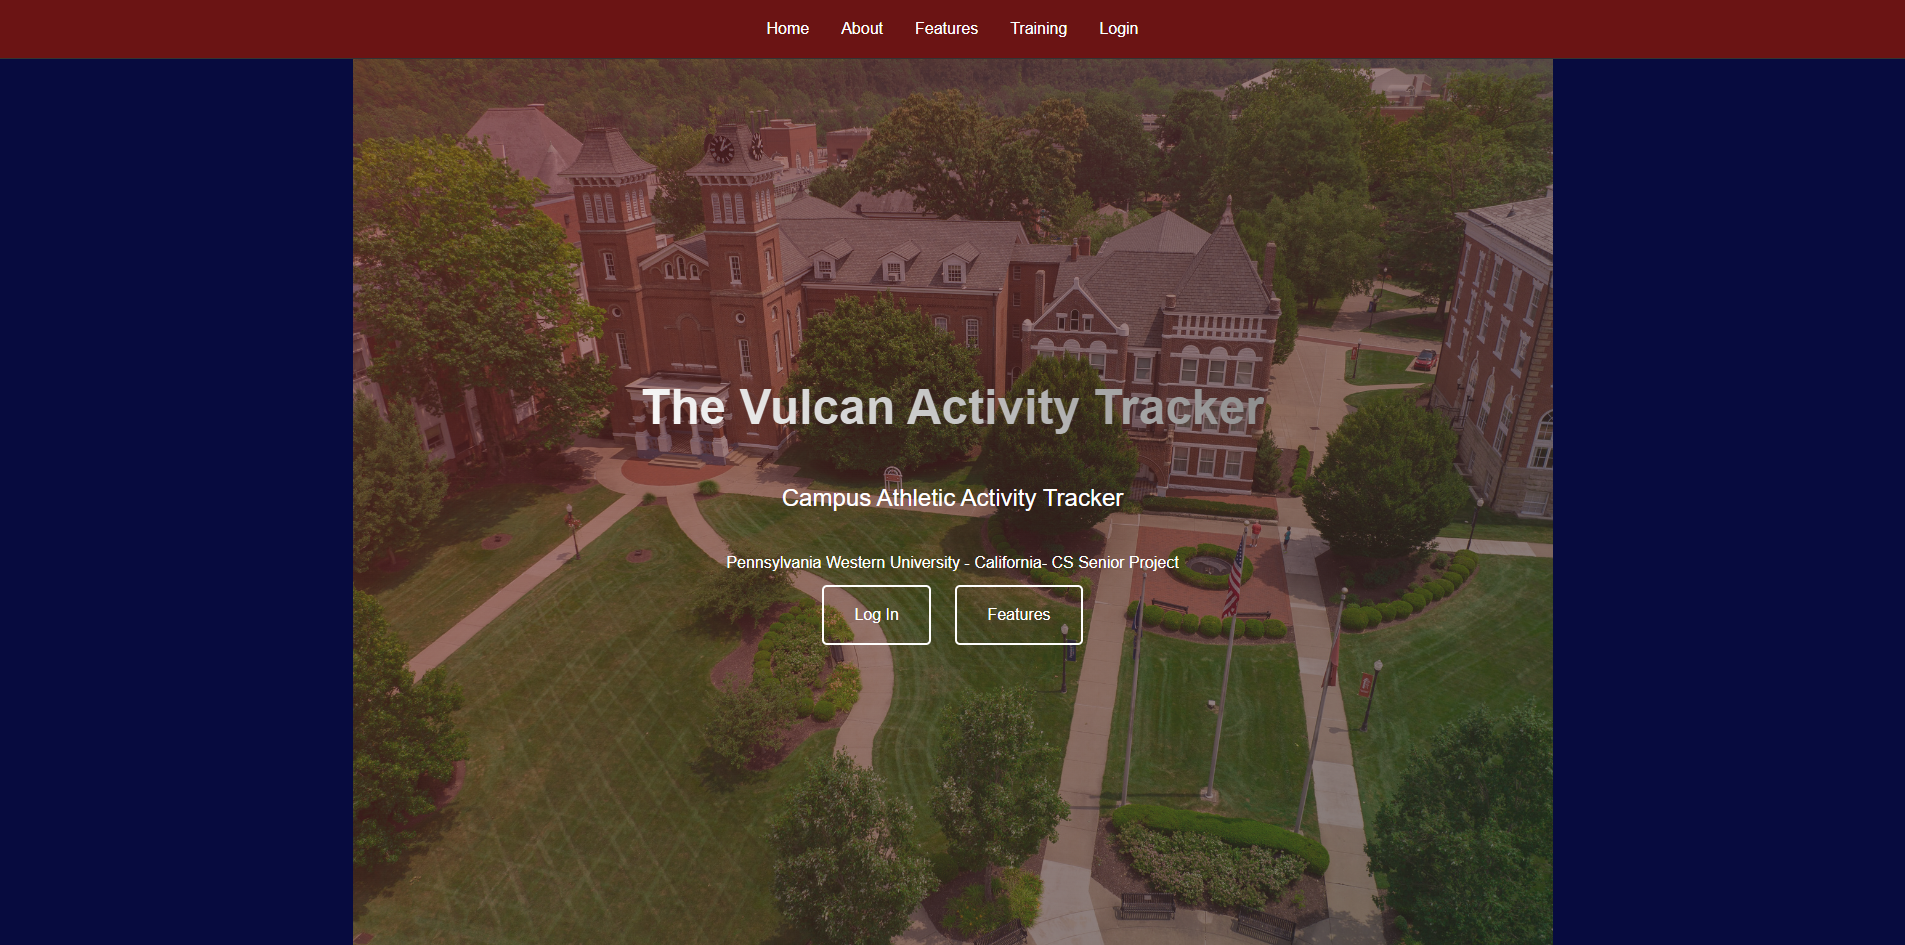 Home About Features Training Login
The Vulcan Activity Tracker
Campus Athletic Activity Tracker
Pennsylvania Western University - California- CS Senior Project
Log In Features